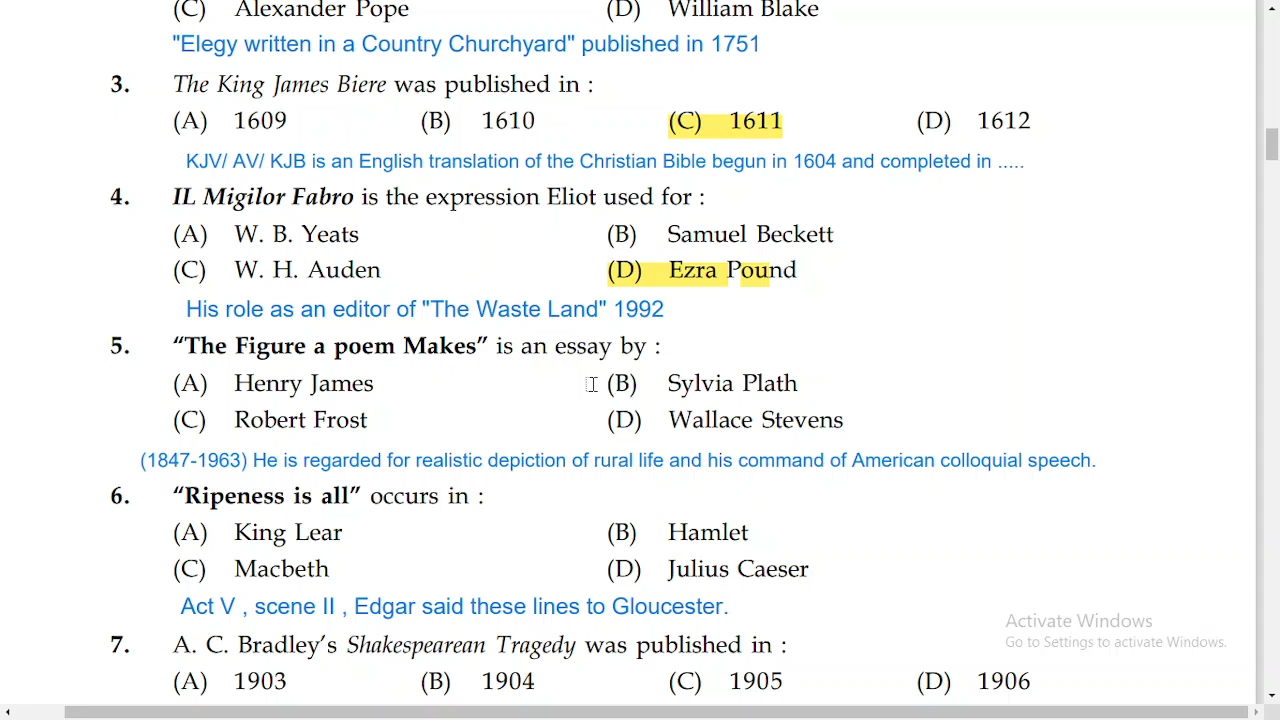 (C) Alexander Pope (D) William Blake
"Elegy written in a Country Churchyard" published in 1751
3. The King James Biere was published in :
(A) 1609 (B) 1610 (C) 1611 (D) 1612
KJV/ AV/ KJB is an English translation of the Christian Bible begun in 1604 and completed in .....
4. IL Migilor Fabro is the expression Eliot used for :
(A) W. B. Yeats (B) Samuel Beckett
(C) W. H. Auden (D) Ezra Pound
His role as an editor of "The Waste Land" 1992
5. “The Figure a poem Makes” is an essay by :
(A) Henry James (B) Sylvia Plath
(C) Robert Frost (D) Wallace Stevens
(1847-1963) He is regarded for realistic depiction of rural life and his command of American colloquial speech.
6. “Ripeness is all” occurs in :
(A) King Lear (B) Hamlet
(C) Macbeth (D) Julius Caeser
Act V , scene II , Edgar said these lines to Gloucester.
Activate Windows
Go to Settings to activate Windows.
7. A. C. Bradley’s Shakespearean Tragedy was published in :
(A) 1903 (B) 1904 (C) 1905 (D) 1906